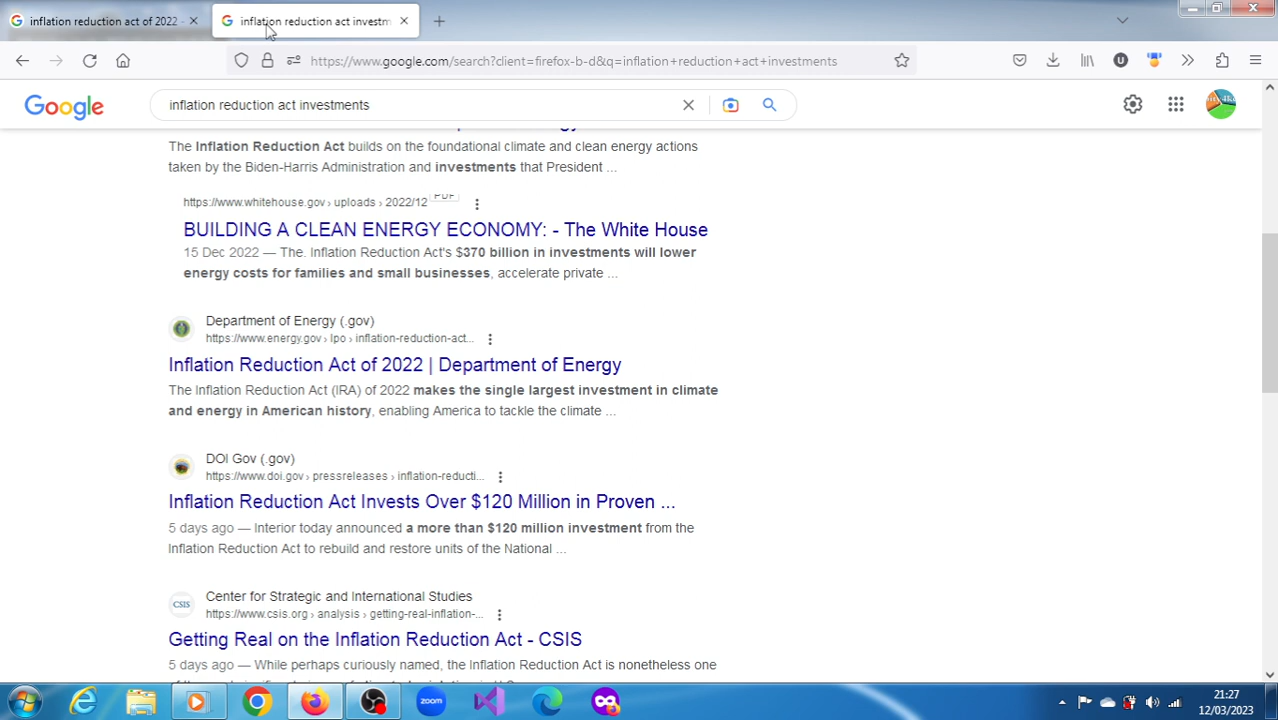 inflation reduction act of 2022 -
inflation reduction act investm
https://www.google.com/search?client=firefox-b-d&q=inflation+reduction+act+investments
Google
inflation reduction act investments
The Inflation Reduction Act builds on the foundational climate and clean energy actions
taken by the Biden-Harris Administration and investments that President ...
https://www.whitehouse.gov › uploads › 2022/12
PDF
BUILDING A CLEAN ENERGY ECONOMY: - The White House
15 Dec 2022 — The. Inflation Reduction Act's $370 billion in investments will lower
energy costs for families and small businesses, accelerate private ...
Department of Energy (.gov)
https://www.energy.gov › lpo › inflation-reduction-act...
Inflation Reduction Act of 2022 | Department of Energy
The Inflation Reduction Act (IRA) of 2022 makes the single largest investment in climate
and energy in American history, enabling America to tackle the climate ...
DOI Gov (.gov)
https://www.doi.gov › pressreleases › inflation-reducti...
Inflation Reduction Act Invests Over $120 Million in Proven ...
5 days ago — Interior today announced a more than $120 million investment from the
Inflation Reduction Act to rebuild and restore units of the National ...
CSIS
Center for Strategic and International Studies
https://www.csis.org › analysis › getting-real-inflation-...
Getting Real on the Inflation Reduction Act - CSIS
5 days ago — While perhaps curiously named, the Inflation Reduction Act is nonetheless one
zoom
21:27
12/03/2023